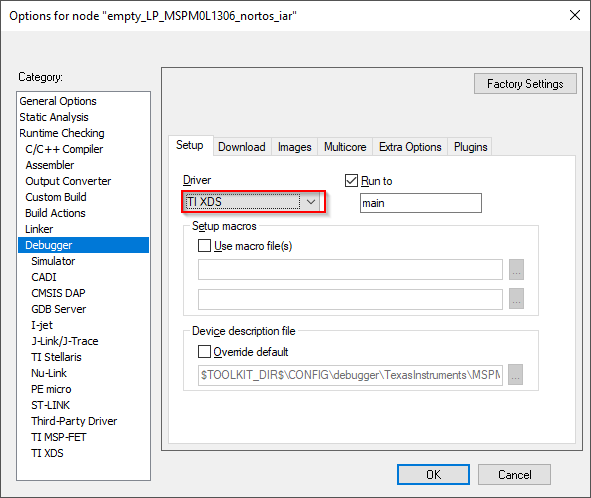 Options for node "empty_LP_MSPM0L1306_nortos_iar"
Category:
General Options
Static Analysis
Runtime Checking
C/C++ Compiler
Assembler
Output Converter
Custom Build
Build Actions
Linker
Debugger
Simulator
CADI
CMSIS DAP
GDB Server
I-jet
J-Link/J-Trace
TI Stellaris
Nu-Link
PE micro
ST-LINK
Third-Party Driver
TI MSP-FET
TI XDS
Factory Settings
Setup Download Images Multicore Extra Options Plugins
Driver
TI XDS
Run to
main
Setup macros
Use macro file(s)
...
...
Device description file
Override default
$TOOLKIT_DIR$\CONFIG\debugger\TexasInstruments\MSPM
...
OK Cancel